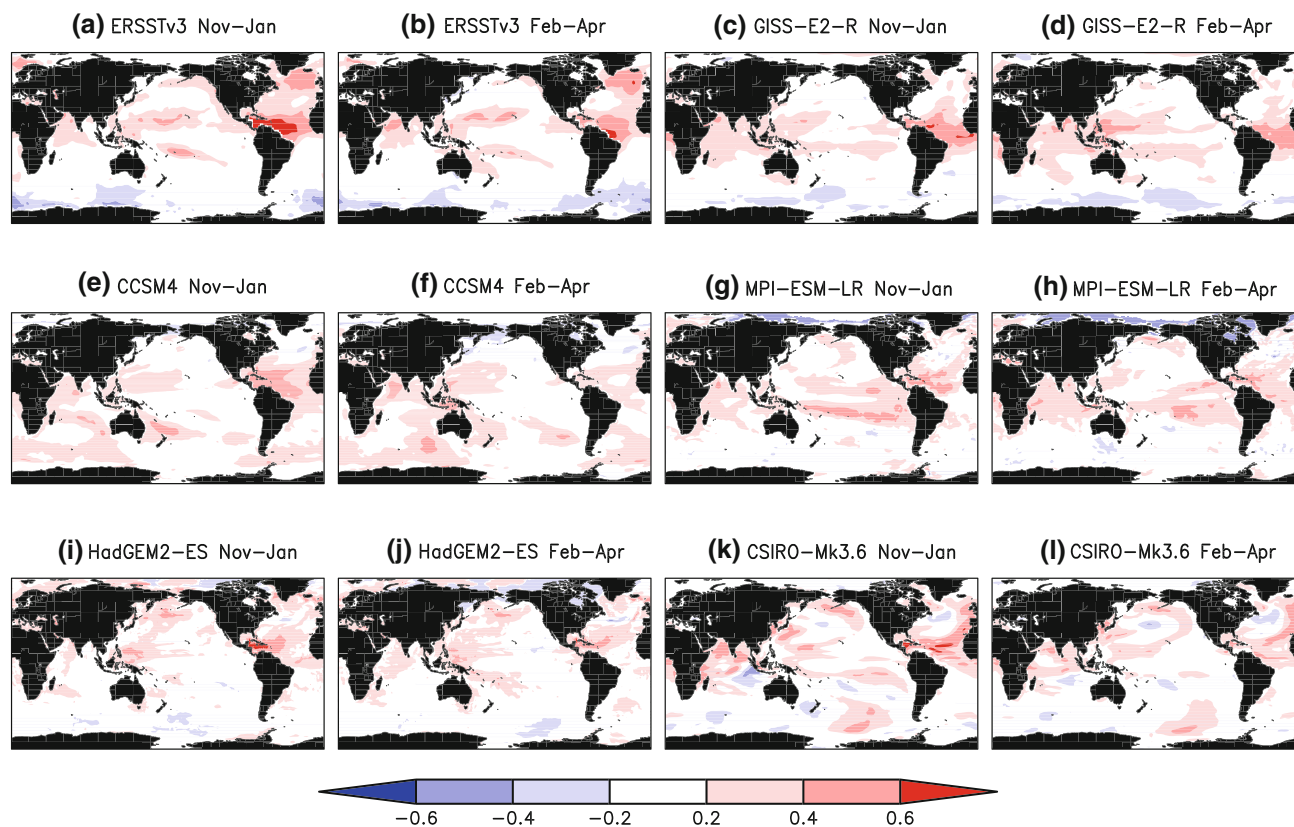 (a) ERSSTv3 Nov-Jan
(b) ERSSTv3 Feb-Apr
(c) GISS-E2-R Nov-Jan
(d) GISS-E2-R Feb-Apr
(e) CCSM4 Nov-Jan
(f) CCSM4 Feb-Apr
(g) MPI-ESM-LR Nov-Jan
(h) MPI-ESM-LR Feb-Apr
(i) HadGEM2-ES Nov-Jan
(j) HadGEM2-ES Feb-Apr
(k) CSIRO-Mk3.6 Nov-Jan
(l) CSIRO-Mk3.6 Feb-Apr
-0.6 -0.4 -0.2 0.2 0.4 0.6